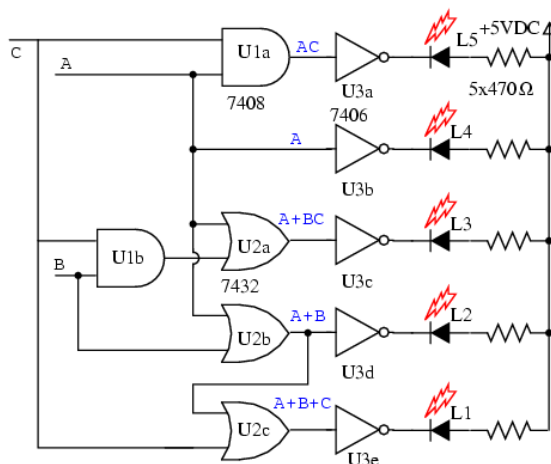 C
A
U1a
AC
7408
U3a
7406
L5
+5VDC
5x470Ω
A
U3b
L4
B
U1b
U2a
A+BC
7432
U3c
L3
U2b
A+B
U3d
L2
U2c
A+B+C
U3e
L1